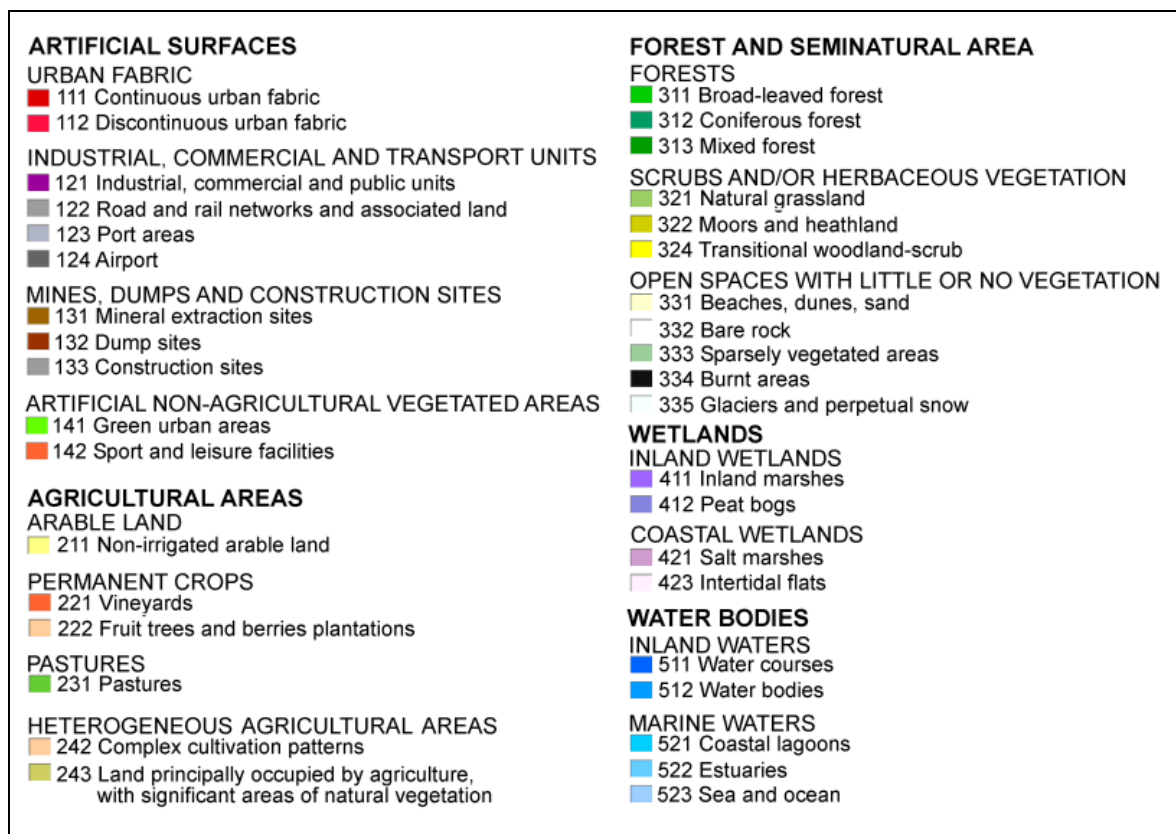 ARTIFICIAL SURFACES
URBAN FABRIC
111 Continuous urban fabric
112 Discontinuous urban fabric
INDUSTRIAL, COMMERCIAL AND TRANSPORT UNITS
121 Industrial, commercial and public units
122 Road and rail networks and associated land
123 Port areas
124 Airport
MINES, DUMPS AND CONSTRUCTION SITES
131 Mineral extraction sites
132 Dump sites
133 Construction sites
ARTIFICIAL NON-AGRICULTURAL VEGETATED AREAS
141 Green urban areas
142 Sport and leisure facilities
AGRICULTURAL AREAS
ARABLE LAND
211 Non-irrigated arable land
PERMANENT CROPS
221 Vineyards
222 Fruit trees and berries plantations
PASTURES
231 Pastures
HETEROGENEOUS AGRICULTURAL AREAS
242 Complex cultivation patterns
243 Land principally occupied by agriculture,
with significant areas of natural vegetation
FOREST AND SEMINATURAL AREA
FORESTS
311 Broad-leaved forest
312 Coniferous forest
313 Mixed forest
SCRUBS AND/OR HERBACEOUS VEGETATION
321 Natural grassland
322 Moors and heathland
324 Transitional woodland-scrub
OPEN SPACES WITH LITTLE OR NO VEGETATION
331 Beaches, dunes, sand
332 Bare rock
333 Sparsely vegetated areas
334 Burnt areas
335 Glaciers and perpetual snow
WETLANDS
INLAND WETLANDS
411 Inland marshes
412 Peat bogs
COASTAL WETLANDS
421 Salt marshes
423 Intertidal flats
WATER BODIES
INLAND WATERS
511 Water courses
512 Water bodies
MARINE WATERS
521 Coastal lagoons
522 Estuaries
523 Sea and ocean